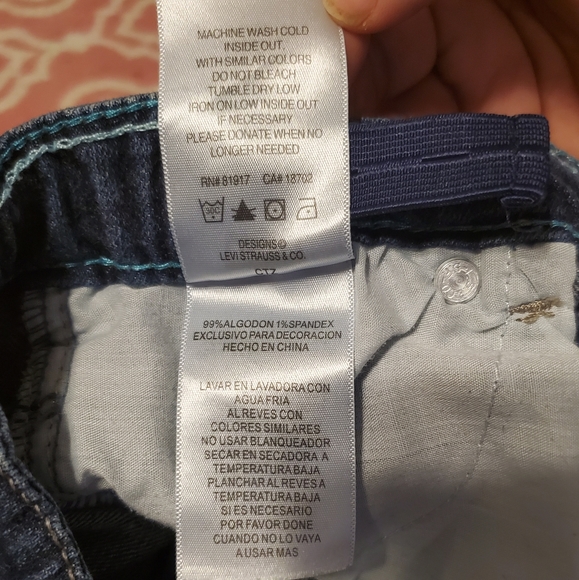 MACHINE WASH COLD
INSIDE OUT.
WITH SIMILAR COLORS
DO NOT BLEACH
TUMBLE DRY LOW
IRON ON LOW INSIDE OUT
IF NECESSARY
PLEASE DONATE WHEN NO
LONGER NEEDED
RN# 81917 CA# 18702
DESIGNS©
LEVI STRAUSS & CO.
99%ALGODON 1%SPANDEX
EXCLUSIVO PARA DECORACION
HECHO EN CHINA
LAVAR EN LAVADORA CON
AGUA FRIA
AL REVES CON
COLORES SIMILARES
NO USAR BLANQUEADOR
SECAR EN SECADORA A
TEMPERATURA BAJA
PLANCHAR AL REVES A
TEMPERATURA BAJA
SI ES NECESARIO
POR FAVOR DONE
CUANDO NO LO VAYA
A USAR MAS